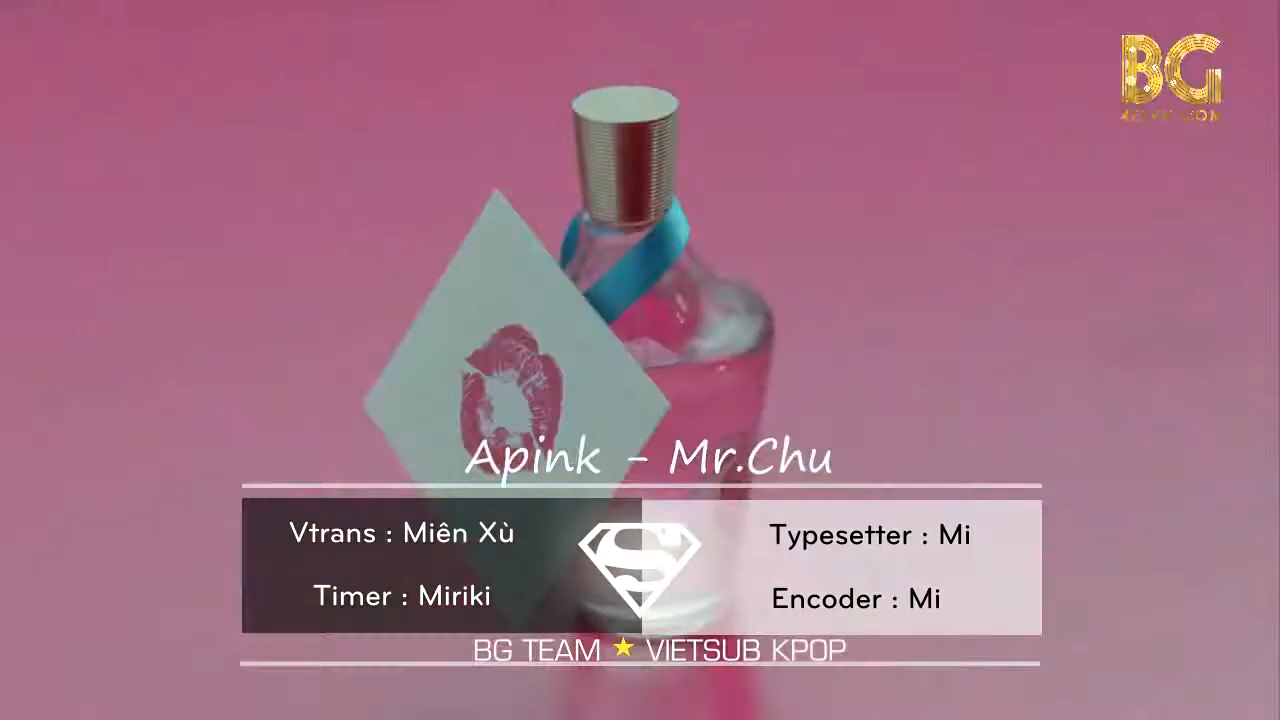 BG
Apink - Mr.Chu
Vtrans : Miên Xù
Typesetter : Mi
Timer : Miriki
Encoder : Mi
BG TEAM ★ VIETSUB KPOP